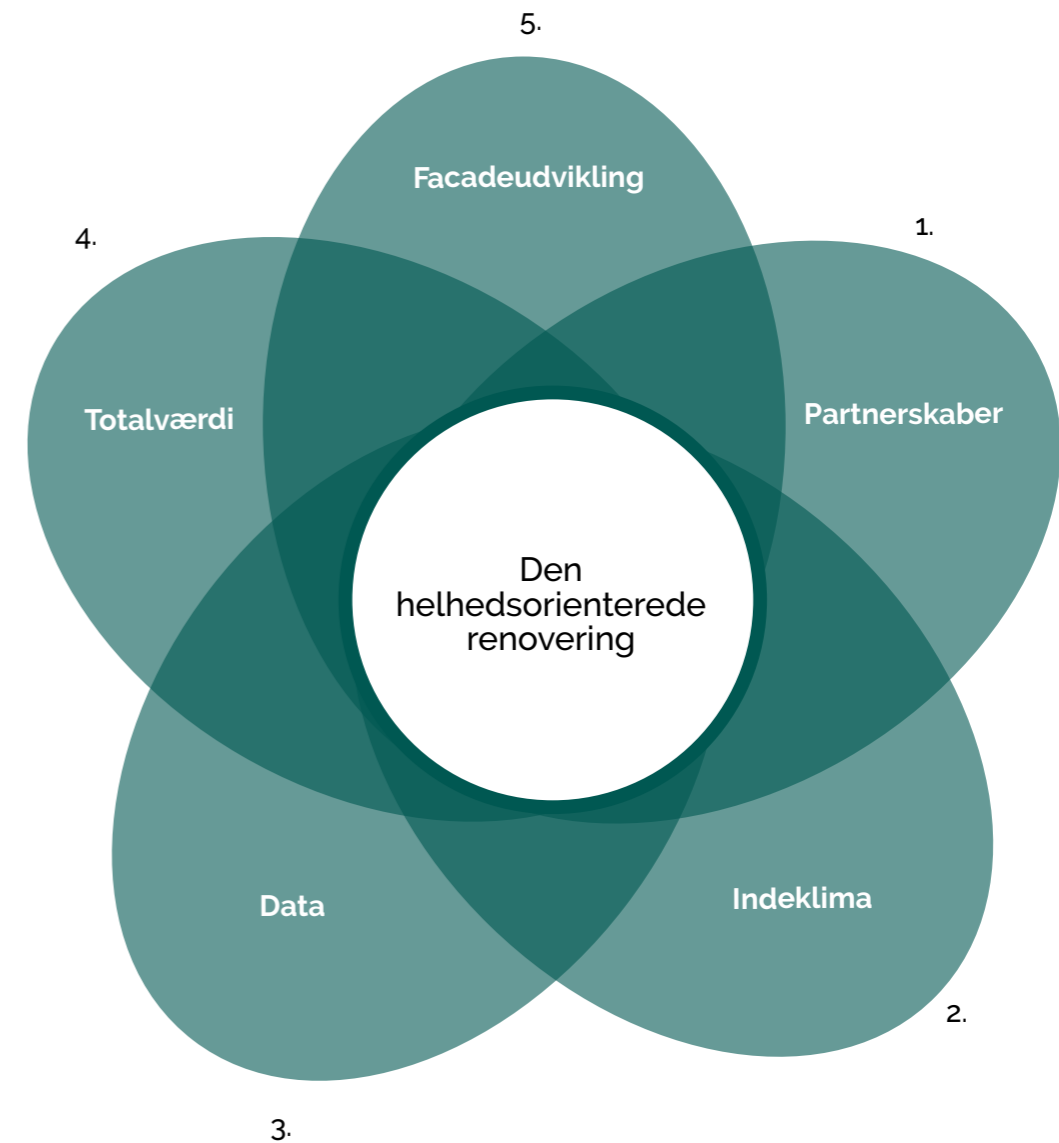 5.
Facadeudvikling
1.
Partnerskaber
4.
Totalværdi
Den
helhedsorienterede
renovering
Data
3.
Indeklima
2.